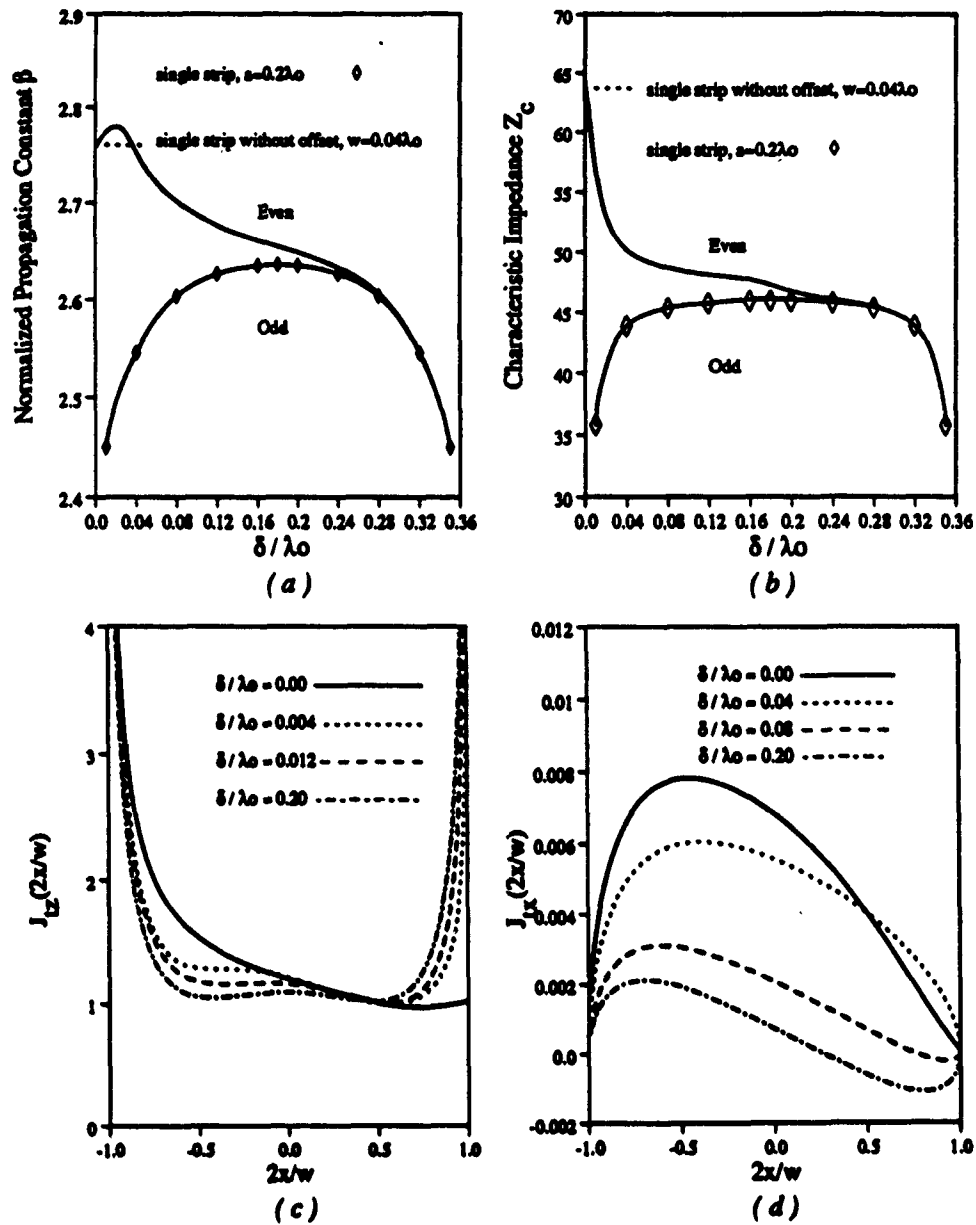 Normalized Propagation Constant β
2.9
2.8
2.7
2.6
2.5
2.4
single strip, a=0.2λo
single strip without offset, w=0.04λo
Even
Odd
0.0 0.04 0.08 0.12 0.16 0.2 0.24 0.28 0.32 0.36
δ / λo
( a )
Characteristic Impedance Zc
70
65
60
55
50
45
40
35
30
single strip without offset, w=0.04λo
single strip, a=0.2λo
Even
Odd
0.0 0.04 0.08 0.12 0.16 0.2 0.24 0.28 0.32 0.36
δ / λo
( b )
J1z(2x/w)
4
2
1
0
δ / λo = 0.00
δ / λo = 0.004
δ / λo = 0.012
δ / λo = 0.20
-1.0 -0.5 0.0 0.5 1.0
2x/w
( c )
J1x(2x/w)
0.012
0.010
0.008
0.006
0.004
0.002
0.0
-0.002
δ / λo = 0.00
δ / λo = 0.04
δ / λo = 0.08
δ / λo = 0.20
-1.0 -0.5 0.0 0.5 1.0
2x/w
( d )